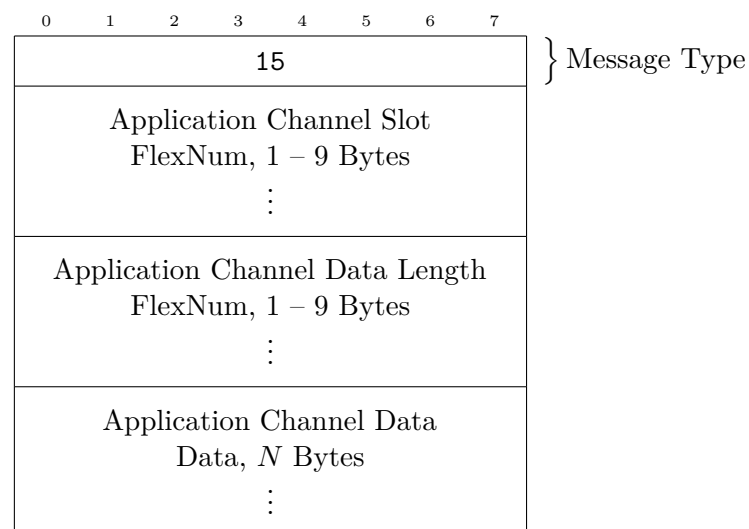 0 1 2 3 4 5 6 7
15 } Message Type
Application Channel Slot
FlexNum, 1 – 9 Bytes
⋮
Application Channel Data Length
FlexNum, 1 – 9 Bytes
⋮
Application Channel Data
Data, N Bytes
⋮